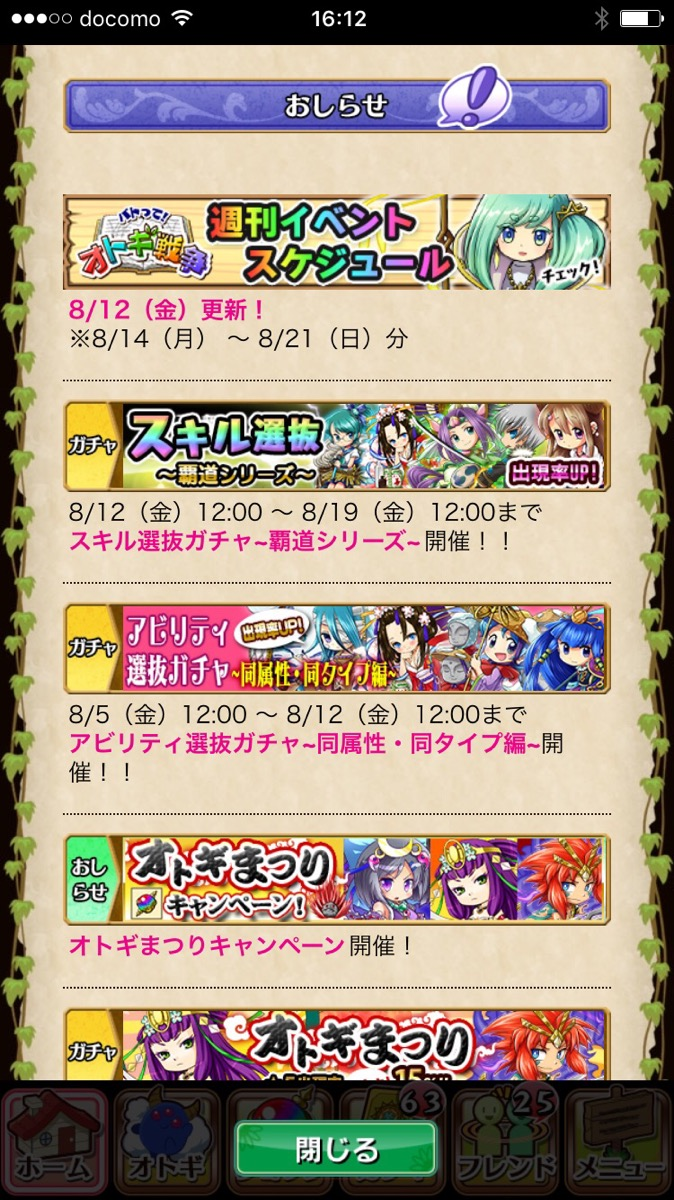 docomo 16:12
おしらせ
バトって!
オトギ戦争
週刊イベント
スケジュール
チェック!
8/12（金）更新！
※8/14（月） ～ 8/21（日）分
ガチャ
スキル選抜
～覇道シリーズ～
出現率UP!
8/12（金）12:00 ～ 8/19（金）12:00まで
スキル選抜ガチャ~覇道シリーズ~開催！！
ガチャ
アビリティ
出現率UP!
選抜ガチャ~同属性・同タイプ編~
8/5（金）12:00 ～ 8/12（金）12:00まで
アビリティ選抜ガチャ~同属性・同タイプ編~開
催！！
おし
らせ
オトギまつり
キャンペーン!
オトギまつりキャンペーン開催！
ガチャ
オトギまつり
63
25
ホーム
オトギ
閉じる
フレンド
メニュー